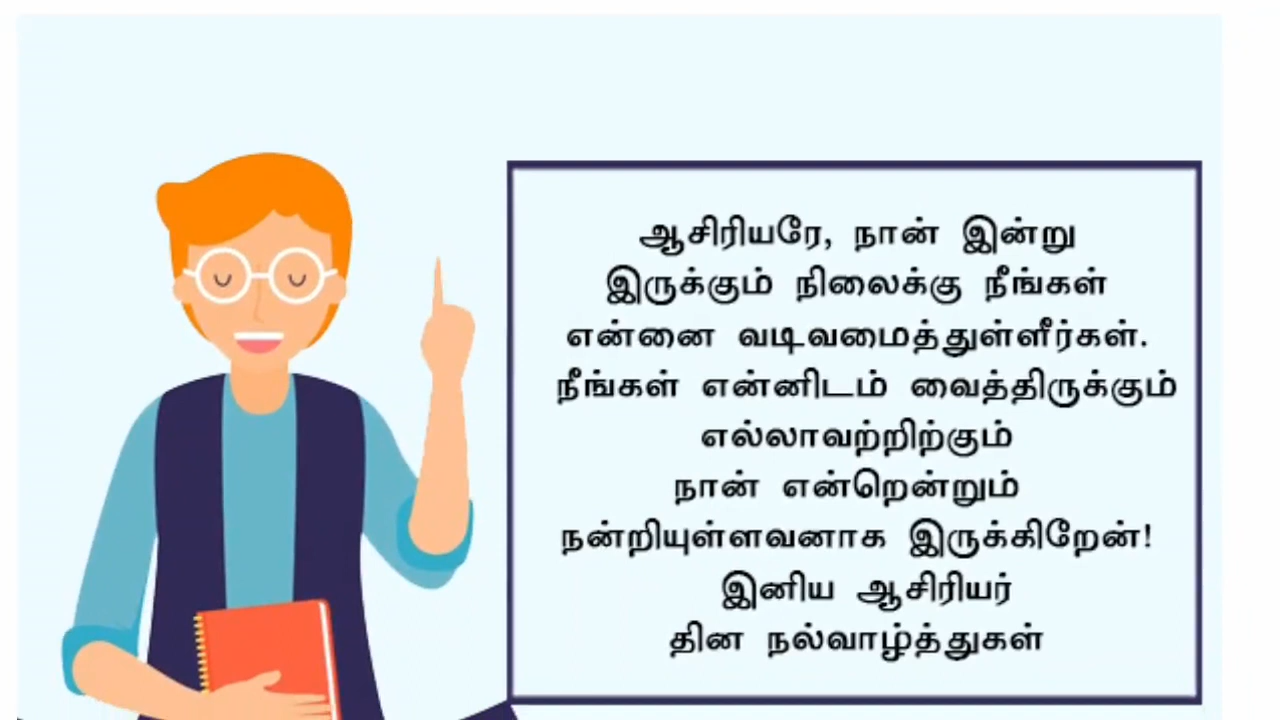 ஆசிரியரே, நான் இன்று
இருக்கும் நிலைக்கு நீங்கள்
என்னை வடிவமைத்துள்ளீர்கள்.
நீங்கள் என்னிடம் வைத்திருக்கும்
எல்லாவற்றிற்கும்
நான் என்றென்றும்
நன்றியுள்ளவனாக இருக்கிறேன்!
இனிய ஆசிரியர்
தின நல்வாழ்த்துகள்